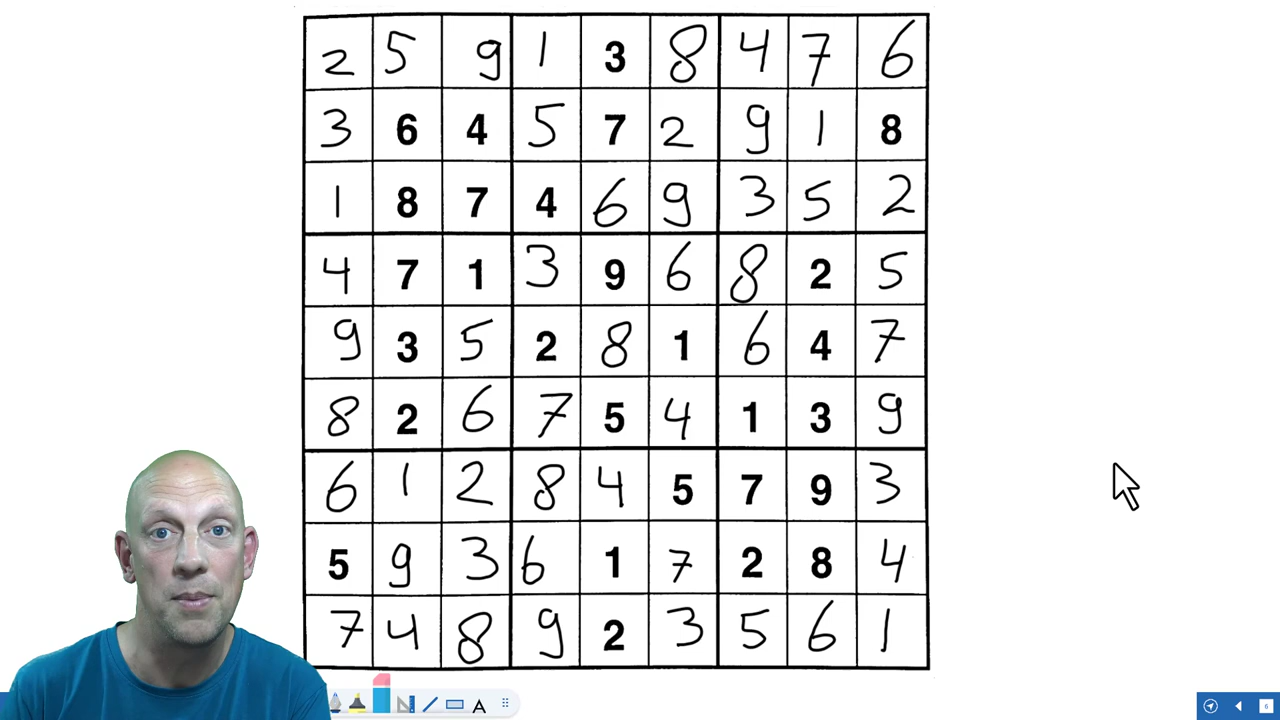 2 5 9 1 3 8 4 7 6
3 6 4 5 7 2 9 1 8
1 8 7 4 6 9 3 5 2
4 7 1 3 9 6 8 2 5
9 3 5 2 8 1 6 4 7
8 2 6 7 5 4 1 3 9
6 1 2 8 4 5 7 9 3
5 9 3 6 1 7 2 8 4
7 4 8 9 2 3 5 6 1
A
6